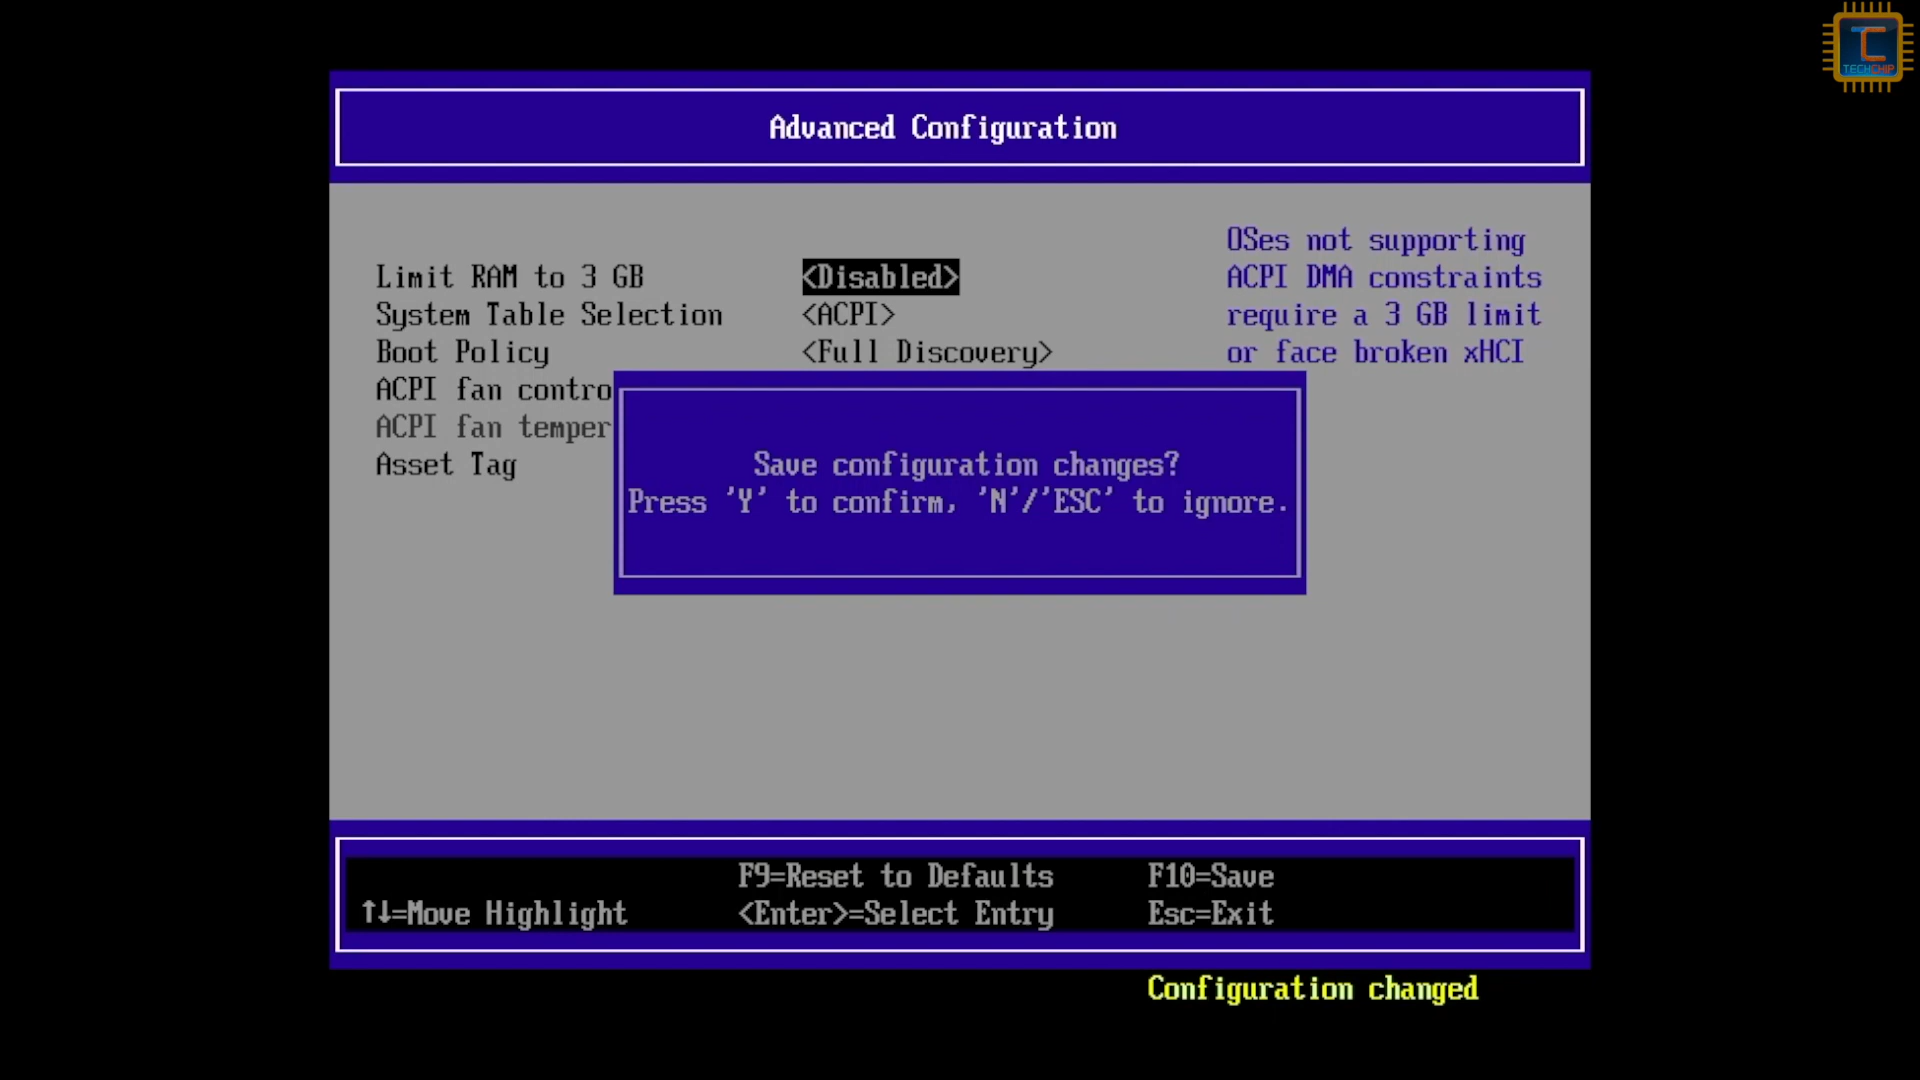 TC
TECHCHIP
Advanced Configuration
Limit RAM to 3 GB <Disabled>
System Table Selection <ACPI>
Boot Policy <Full Discovery>
ACPI fan contro
ACPI fan temper
Asset Tag
OSes not supporting
ACPI DMA constraints
require a 3 GB limit
or face broken xHCI
Save configuration changes?
Press 'Y' to confirm, 'N'/'ESC' to ignore.
F9=Reset to Defaults F10=Save
↑↓=Move Highlight <Enter>=Select Entry Esc=Exit
Configuration changed